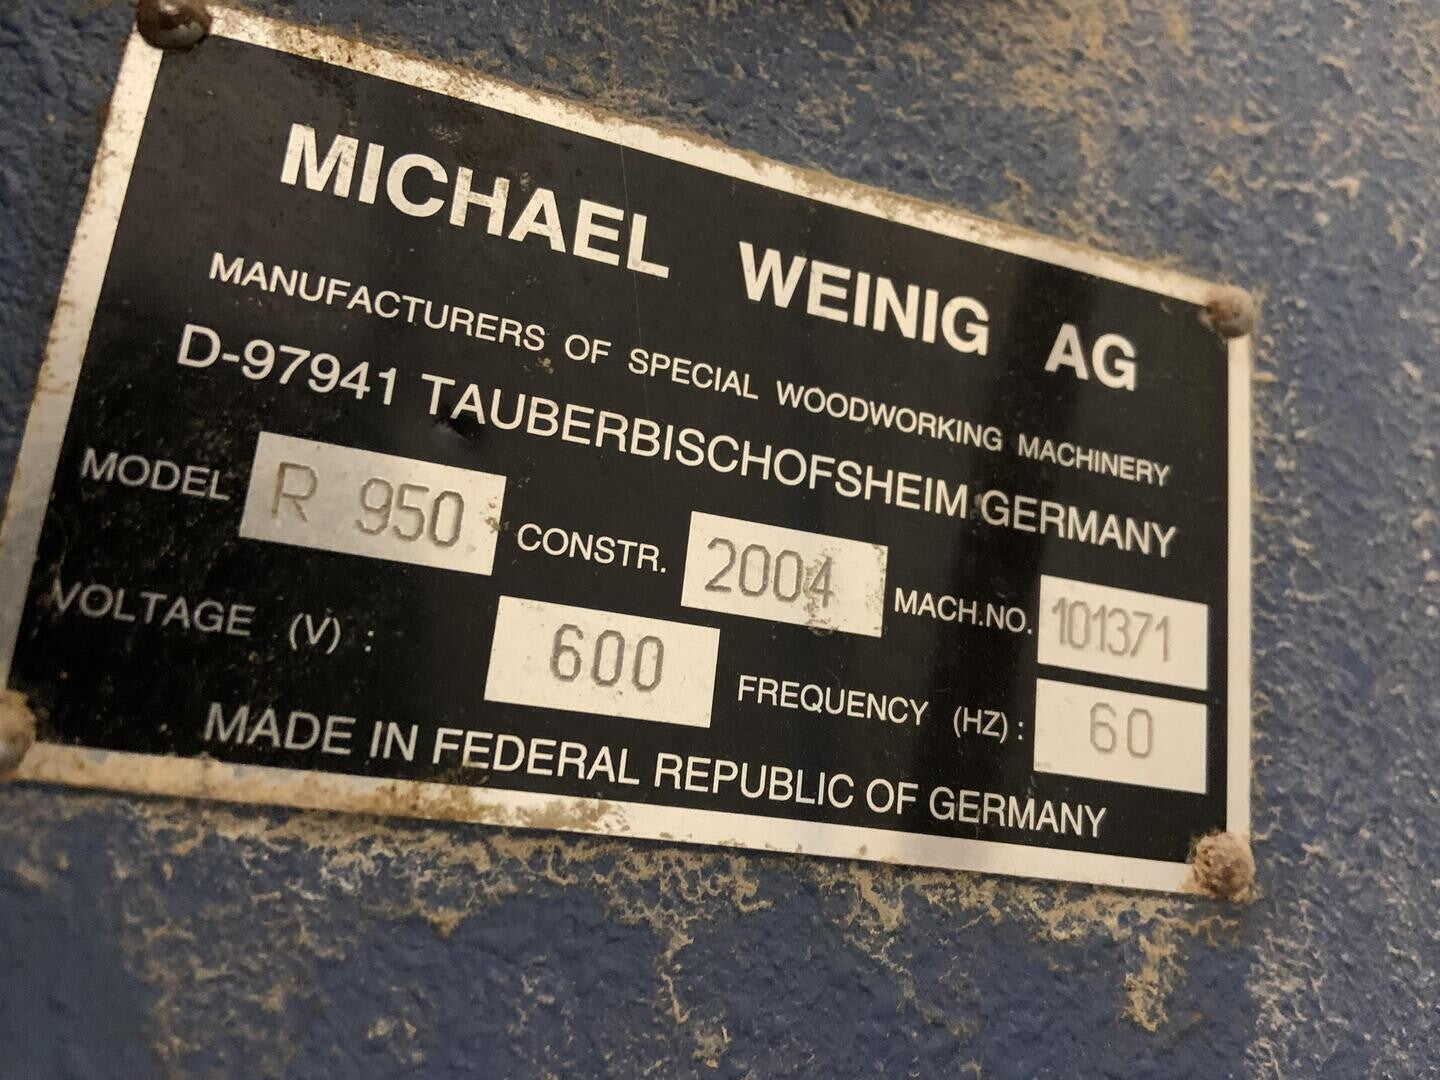 MICHAEL WEINIG AG
MANUFACTURERS OF SPECIAL WOODWORKING MACHINERY
D-97941 TAUBERBISCHOFSHEIM GERMANY
MODEL R 950 CONSTR. 2004 MACH.NO. 101371
VOLTAGE (V) : 600 FREQUENCY (HZ) : 60
MADE IN FEDERAL REPUBLIC OF GERMANY